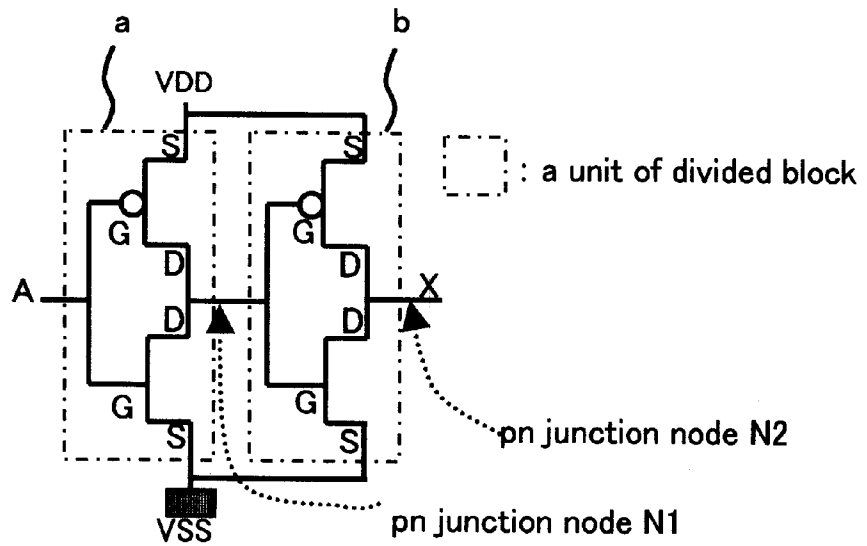 a
b
VDD
S
S
: a unit of divided block
G
G
D
D
A
X
D
D
G
G
S
S
pn junction node N2
VSS
pn junction node N1